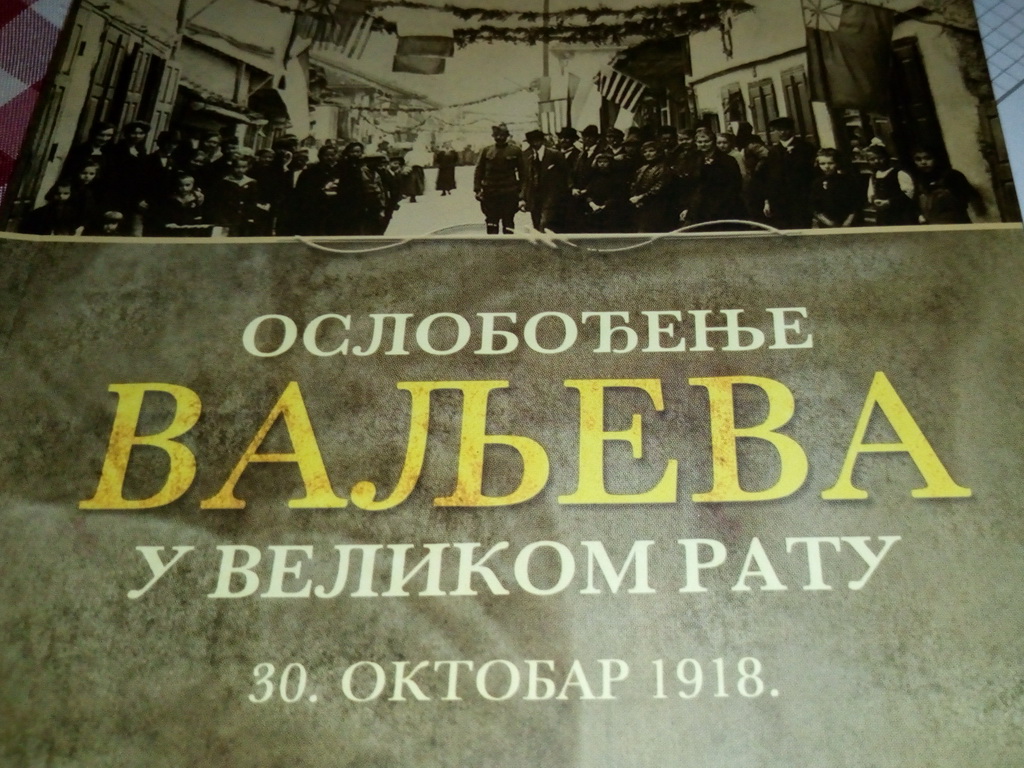 ОСЛОБОЂЕЊЕ
ВАЉЕВА
У ВЕЛИКОМ РАТУ
30. ОКТОБАР 1918.